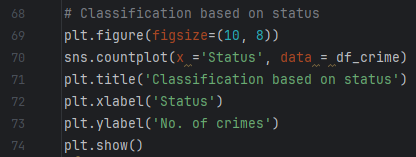 68 # Classification based on status
69 plt.figure(figsize=(10, 8))
70 sns.countplot(x ='Status', data = df_crime)
71 plt.title('Classification based on status')
72 plt.xlabel('Status')
73 plt.ylabel('No. of crimes')
74 plt.show()